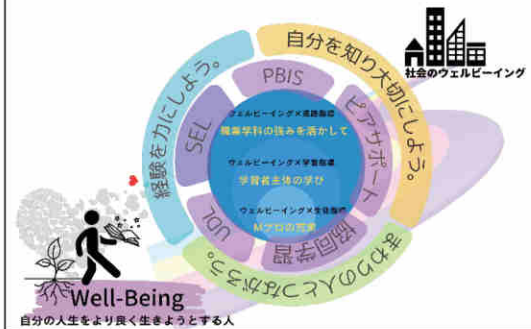 自分を知り大切にしよう。
社会のウェルビーイング
経験を力にしよう。
PBIS
SEL
ピアサポート
ウェルビーイング×進路指導
職業学科の強みを活かして
ウェルビーイング×学習指導
学習者主体の学び
ウェルビーイング×生徒指導
Mプロの充実
UDL
協同学習
まわりの人とつながろう。
Well-Being
自分の人生をより良く生きようとする人